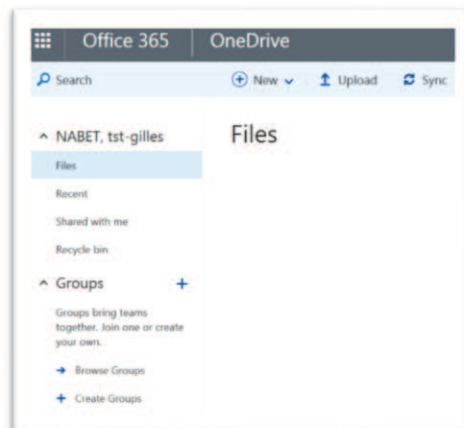 Office 365 OneDrive
Search New Upload Sync
NABET, tst-gilles
Files
Recent
Shared with me
Recycle bin
Groups +
Groups bring teams
together. Join one or create
your own.
Browse Groups
+ Create Groups
Files